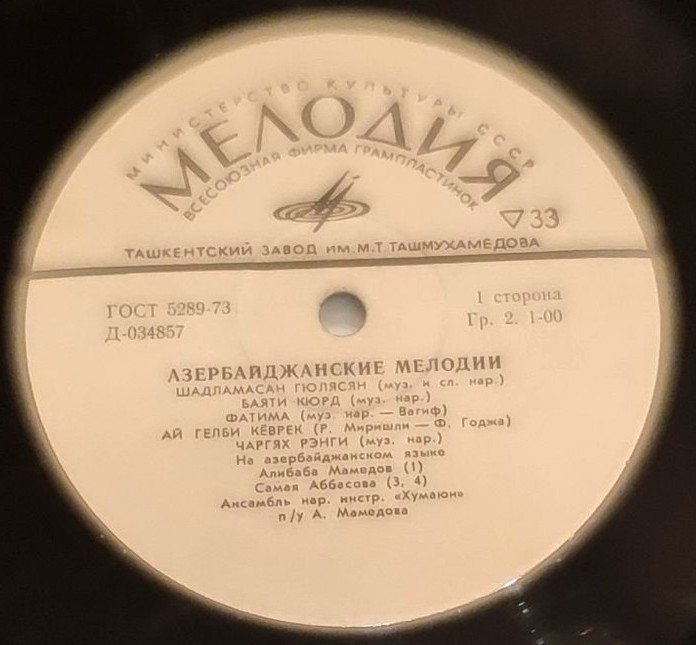 МИНИСТЕРСТВО КУЛЬТУРЫ СССР
МЕЛОДИЯ
ВСЕСОЮЗНАЯ ФИРМА ГРАМПЛАСТИНОК
33
ТАШКЕНТСКИЙ ЗАВОД ИМ. М.Т. ТАШМУХАМЕДОВА
ГОСТ 5289-73
Д-034857
1 сторона
Гр. 2. 1-00
АЗЕРБАЙДЖАНСКИЕ МЕЛОДИИ
ШАДЛАМАСАН ГЮЛЯСЯН (муз. и сл. нар.)
БАЯТИ КЮРД (муз. нар.)
ФАТИМА (муз. нар. — Вагиф)
АЙ ГЕЛБИ КЁВРЕК (Р. Миришли — Ф. Годжа)
ЧАРГЯХ РЭНГИ (муз. нар.)
На азербайджанском языке
Алибаба Мамедов (1)
Самая Аббасова (3, 4)
Ансамбль нар. инстр. «Хумаюн»
п/у А. Мамедова